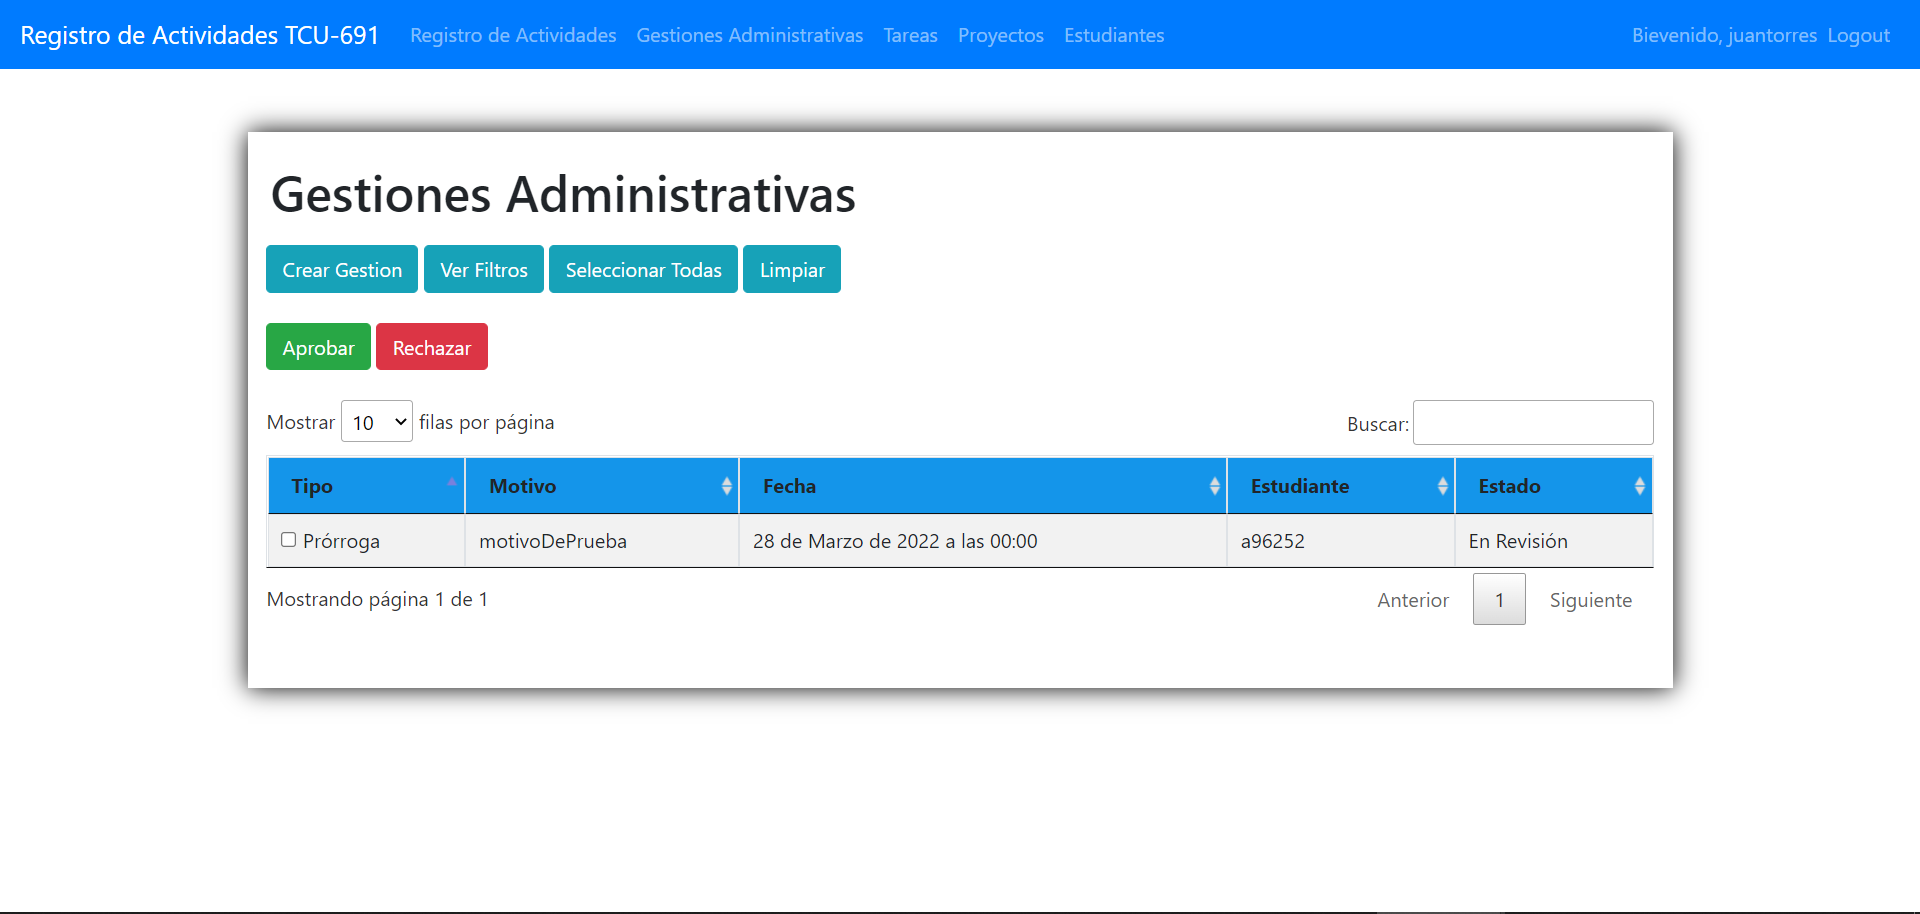 Registro de Actividades TCU-691 Registro de Actividades Gestiones Administrativas Tareas Proyectos Estudiantes Bievenido, juantorres Logout
Gestiones Administrativas
Crear Gestion Ver Filtros Seleccionar Todas Limpiar
Aprobar Rechazar
Mostrar 10 filas por página Buscar:
Tipo Motivo Fecha Estudiante Estado
Prórroga motivoDePrueba 28 de Marzo de 2022 a las 00:00 a96252 En Revisión
Mostrando página 1 de 1 Anterior 1 Siguiente